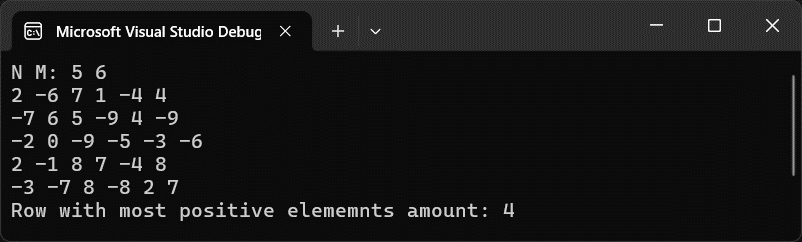 Microsoft Visual Studio Debug
N M: 5 6
2 -6 7 1 -4 4
-7 6 5 -9 4 -9
-2 0 -9 -5 -3 -6
2 -1 8 7 -4 8
-3 -7 8 -8 2 7
Row with most positive elememnts amount: 4